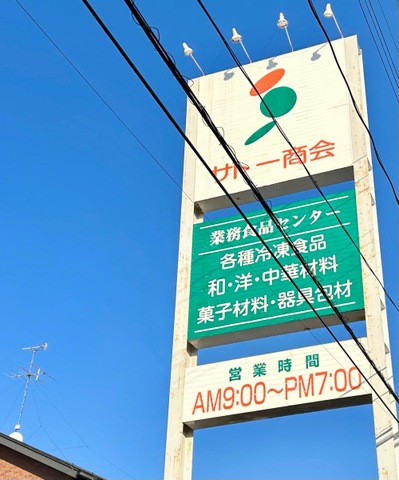 サトー商会
業務食品センター
各種冷凍食品
和・洋・中華材料
菓子材料・器具包材
営業時間
AM9:00～PM7:00